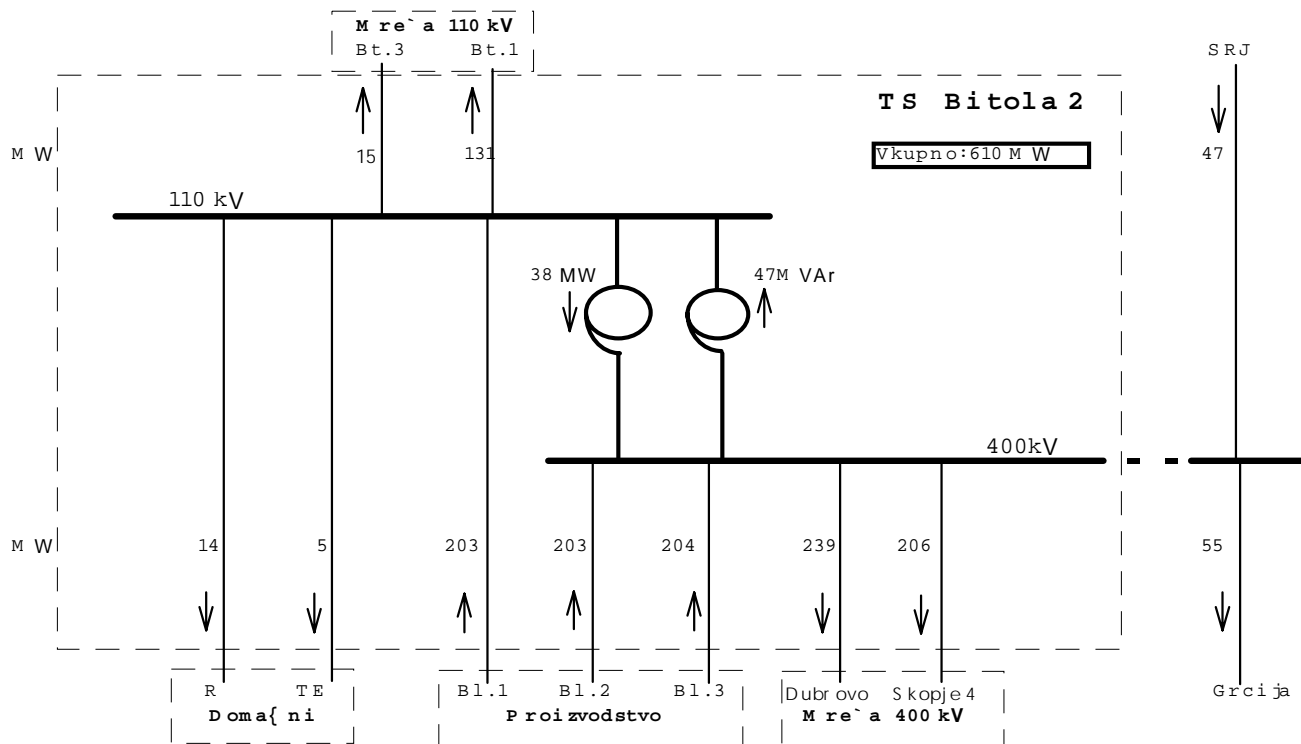 Mre`a 110 kV
Bt.3 Bt.1
SRJ
TS Bitola 2
MW 15 131 Vkupno:610 MW 47
110 kV
38 MW 47M VAr
400kV
MW 14 5 203 203 204 239 206 55
R TE Bl.1 Bl.2 Bl.3 Dubrovo Skopje4 Grcija
Doma{ni Proizvodstvo Mre`a 400 kV